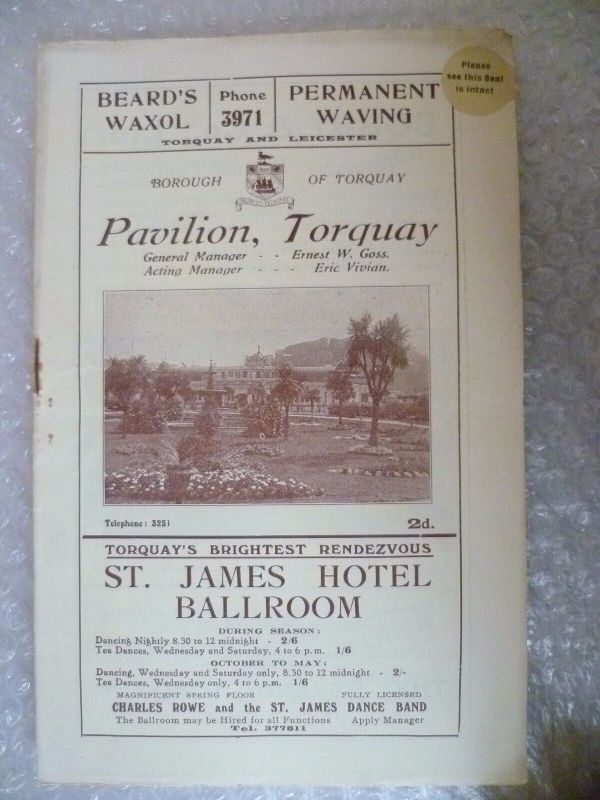 Please
see this Seal
is intact
BEARD'S
WAXOL
Phone
3971
PERMANENT
WAVING
TORQUAY AND LEICESTER
BOROUGH OF TORQUAY
Pavilion, Torquay
General Manager - - Ernest W. Goss.
Acting Manager - - - Eric Vivian.
Telephone: 3251 2d.
TORQUAY'S BRIGHTEST RENDEZVOUS
ST. JAMES HOTEL
BALLROOM
DURING SEASON:
Dancing Nightly 8.30 to 12 midnight - 2/6
Tea Dances, Wednesday and Saturday, 4 to 6 p.m. 1/6
OCTOBER TO MAY:
Dancing, Wednesday and Saturday only, 8.30 to 12 midnight - 2/-
Tea Dances, Wednesday only, 4 to 6 p.m. 1/6
MAGNIFICENT SPRING FLOOR FULLY LICENSED
CHARLES ROWE and the ST. JAMES DANCE BAND
The Ballroom may be Hired for all Functions Apply Manager
Tel. 377611